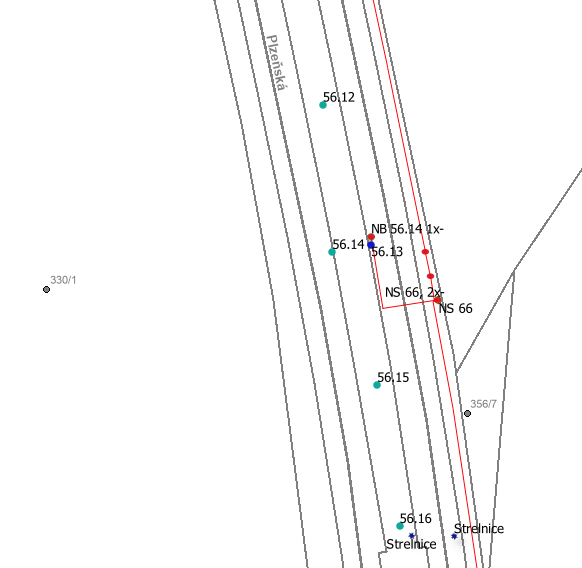 Plzeňská
56.12
NB 56.14 1x-
56.14
56.13
330/1
NS 66, 2x-
NS 66
56.15
356/7
56.16
Strelnice
Strelnice